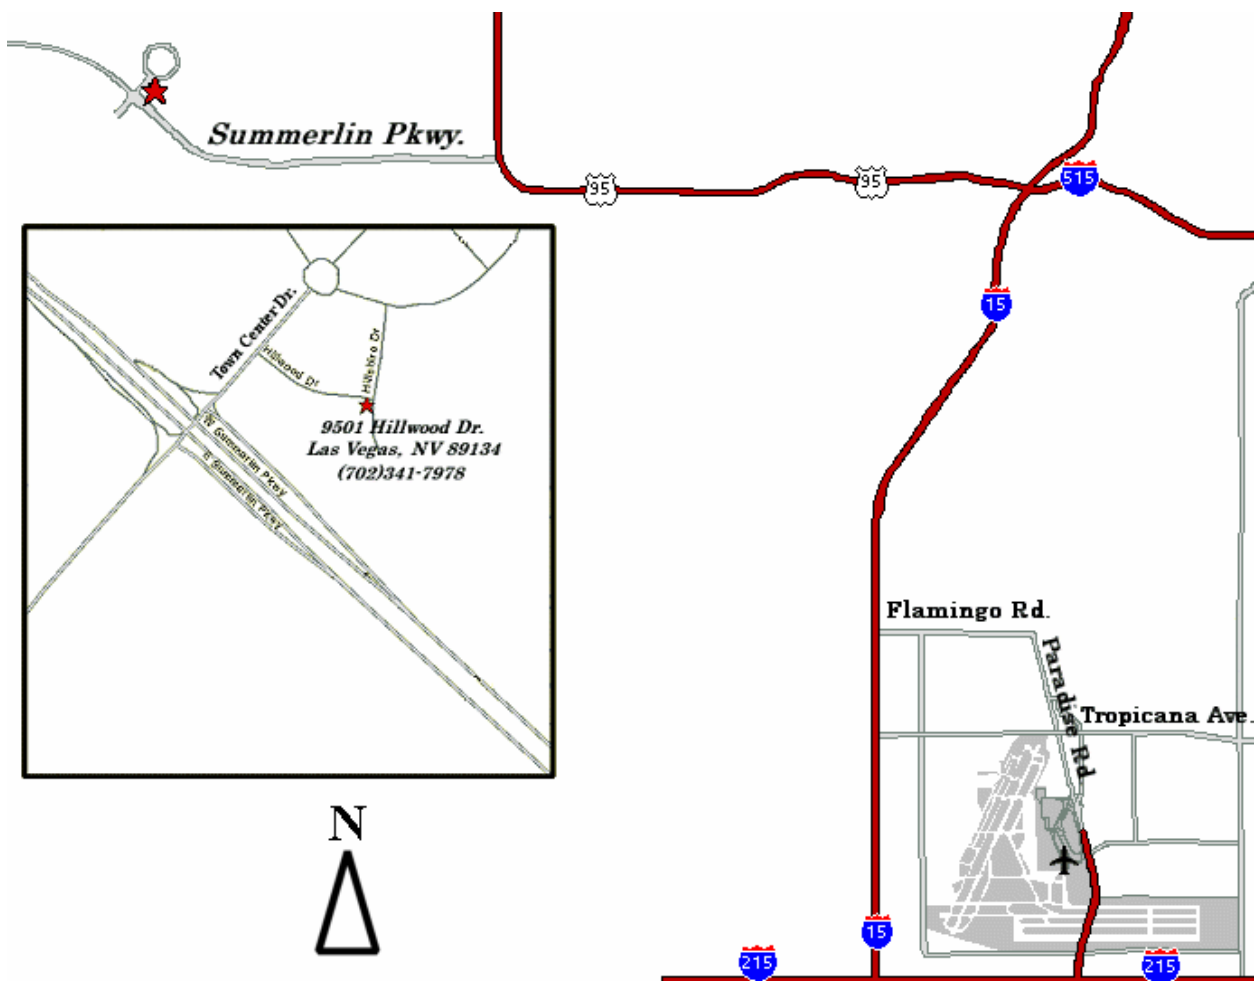 Summerlin Pkwy.
95
95
515
15
Town Center Dr.
Hillwood Dr
Hillshire Dr
9501 Hillwood Dr.
Las Vegas, NV 89134
(702)341-7978
W Summerlin Pkwy
E Summerlin Pkwy
Flamingo Rd.
Paradise Rd
Tropicana Ave.
N
15
215
215